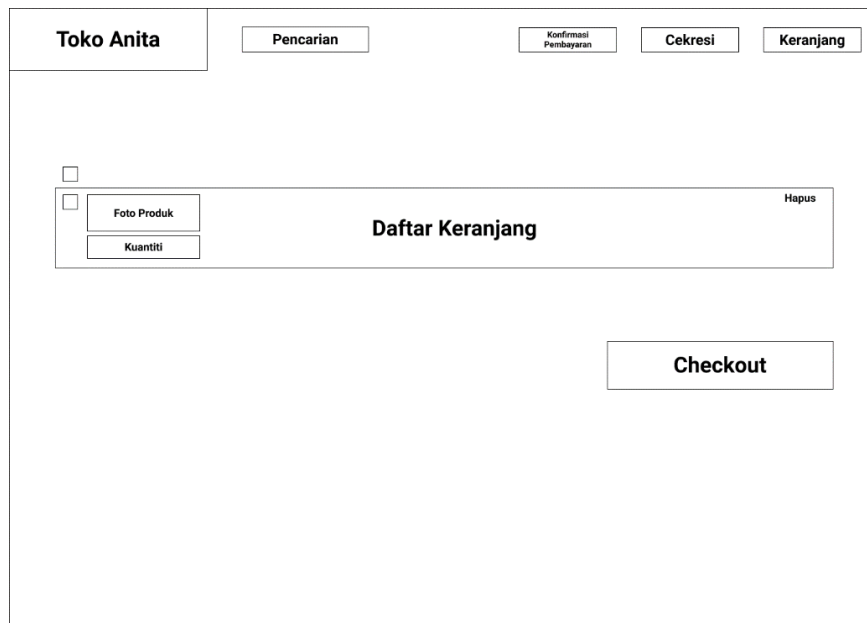 Toko Anita
Pencarian
Konfirmasi
Pembayaran
Cekresi
Keranjang
Hapus
Foto Produk
Daftar Keranjang
Kuantiti
Checkout